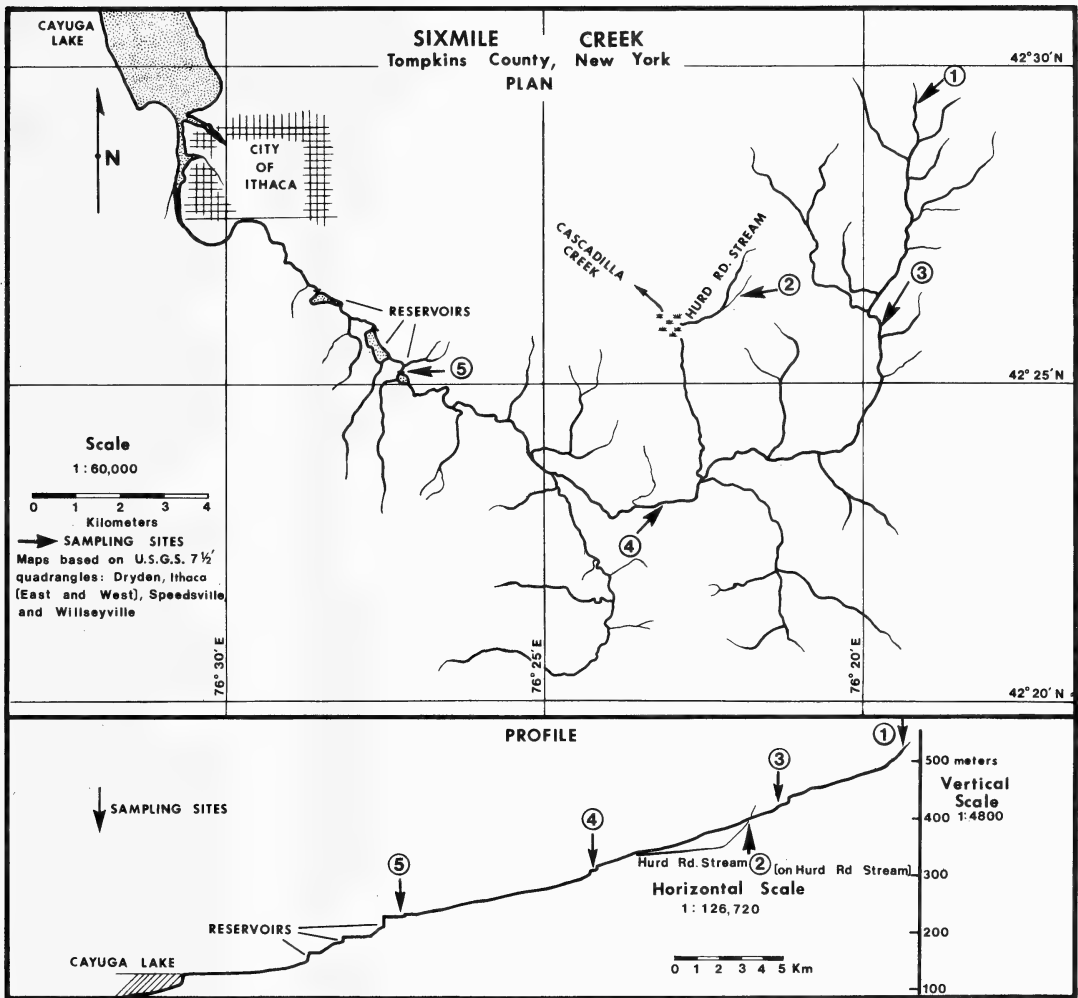 CAYUGA
LAKE
SIXMILE CREEK
Tompkins County, New York
PLAN
42° 30′ N
①
N
CITY
OF
ITHACA
CASCADILLA
CREEK
HURD RD. STREAM
②
③
RESERVOIRS
⑤
42° 25′ N
Scale
1:60,000
0 1 2 3 4
Kilometers
SAMPLING SITES
Maps based on U.S.G.S. 7½′
quadrangles: Dryden, Ithaca
(East and West), Speedsville,
and Willseyville
④
76° 30′ E
76° 25′ E
76° 20′ E
42° 20′ N
PROFILE
①
③
500 meters
Vertical
Scale
1:4800
SAMPLING SITES
④
400
⑤
Hurd Rd. Stream ② (on Hurd Rd Stream)
300
Horizontal Scale
1:126,720
RESERVOIRS
200
CAYUGA LAKE
0 1 2 3 4 5 Km
100